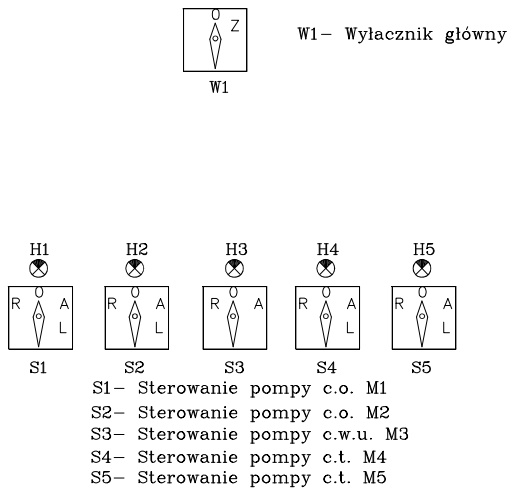 O
Z
W1
W1- Wyłacznik główny
H1 H2 H3 H4 H5
O O O O O
R A R A R A R A R A
L L L L
S1 S2 S3 S4 S5
S1- Sterowanie pompy c.o. M1
S2- Sterowanie pompy c.o. M2
S3- Sterowanie pompy c.w.u. M3
S4- Sterowanie pompy c.t. M4
S5- Sterowanie pompy c.t. M5